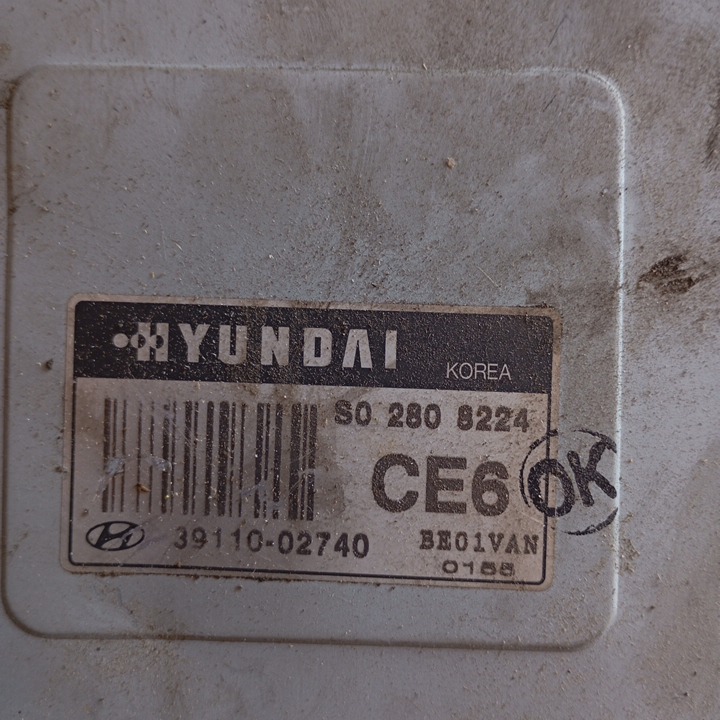 HYUNDAI
KOREA
S0 280 8224
CE6
OK
39110-02740
BE01VAN
0155